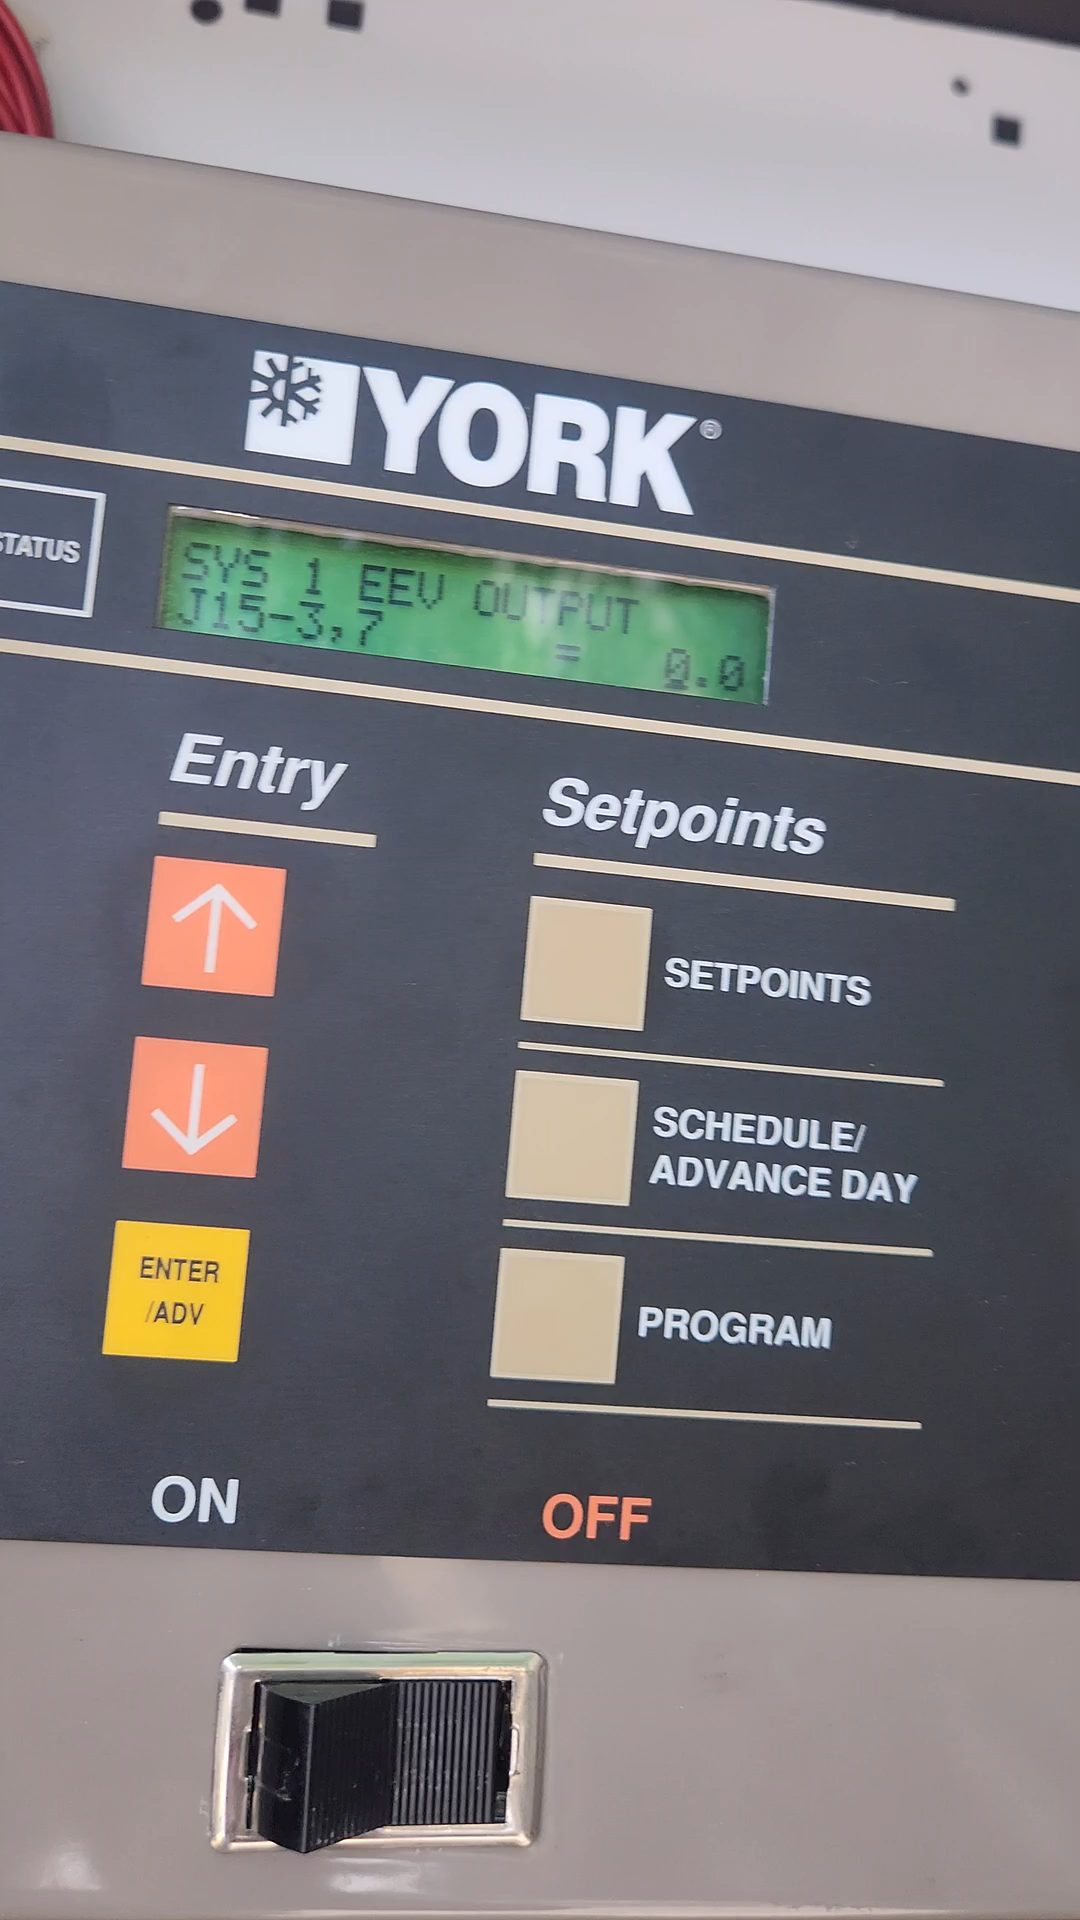 YORK®
STATUS
SYS 1 EEV OUTPUT
J15-3,7 = 0.0
Entry
Setpoints
SETPOINTS
SCHEDULE/
ADVANCE DAY
ENTER
/ADV
PROGRAM
ON
OFF